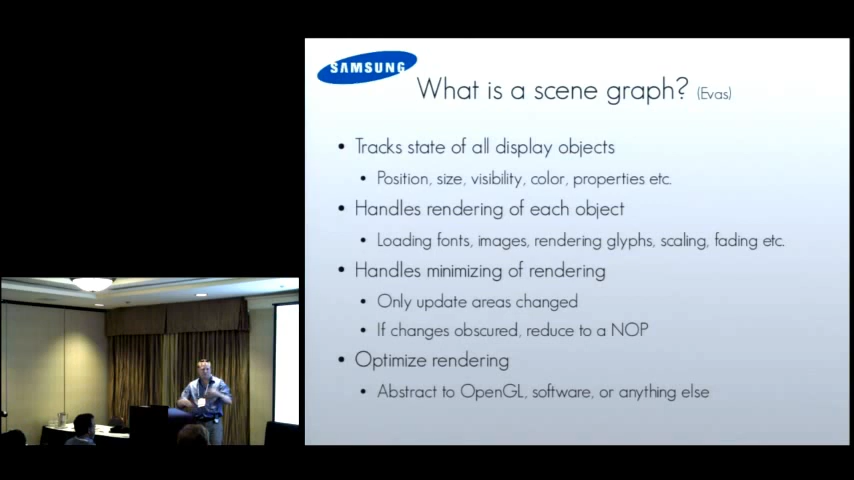 SAMSUNG
What is a scene graph? (Evas)
• Tracks state of all display objects
• Position, size, visibility, color, properties etc.
• Handles rendering of each object
• Loading fonts, images, rendering glyphs, scaling, fading etc.
• Handles minimizing of rendering
• Only update areas changed
• If changes obscured, reduce to a NOP
• Optimize rendering
• Abstract to OpenGL, software, or anything else